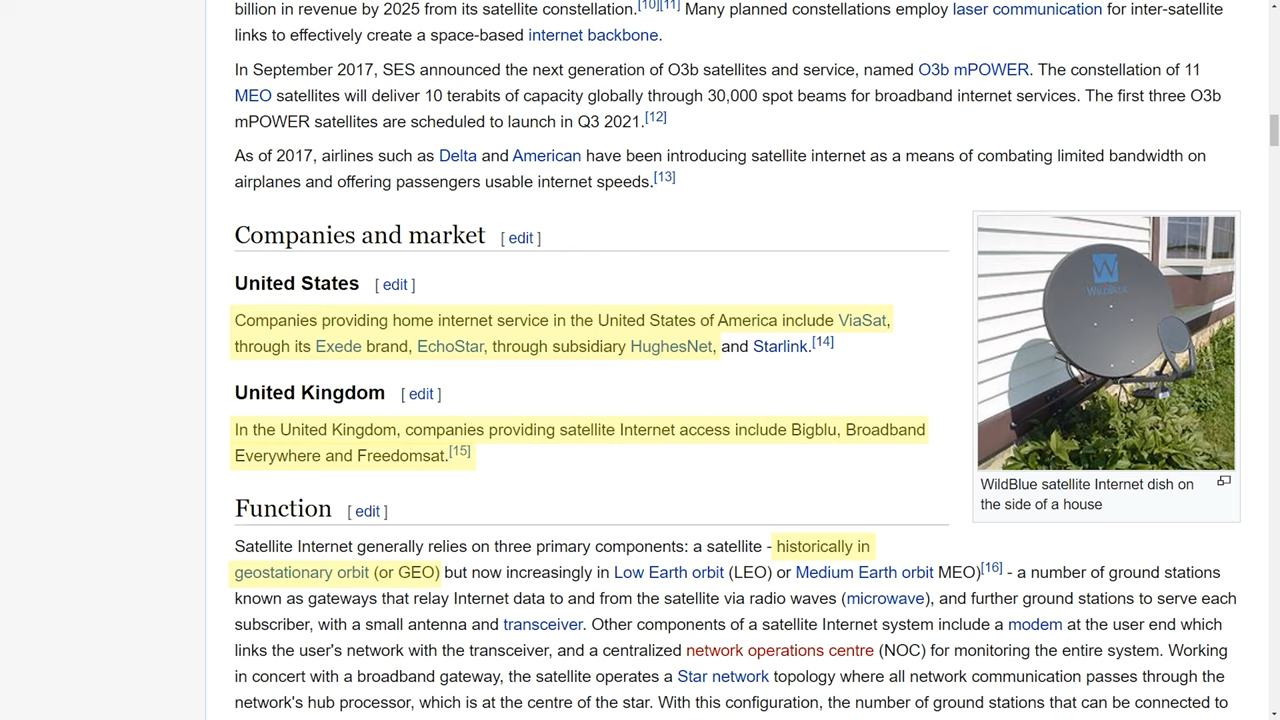 billion in revenue by 2025 from its satellite constellation.[10][11] Many planned constellations employ laser communication for inter-satellite
links to effectively create a space-based internet backbone.
In September 2017, SES announced the next generation of O3b satellites and service, named O3b mPOWER. The constellation of 11
MEO satellites will deliver 10 terabits of capacity globally through 30,000 spot beams for broadband internet services. The first three O3b
mPOWER satellites are scheduled to launch in Q3 2021.[12]
As of 2017, airlines such as Delta and American have been introducing satellite internet as a means of combating limited bandwidth on
airplanes and offering passengers usable internet speeds.[13]
Companies and market [ edit ]
United States [ edit ]
Companies providing home internet service in the United States of America include ViaSat,
through its Exede brand, EchoStar, through subsidiary HughesNet, and Starlink.[14]
United Kingdom [ edit ]
In the United Kingdom, companies providing satellite Internet access include Bigblu, Broadband
Everywhere and Freedomsat.[15]
W
WildBlue
WildBlue satellite Internet dish on
the side of a house
Function [ edit ]
Satellite Internet generally relies on three primary components: a satellite - historically in
geostationary orbit (or GEO) but now increasingly in Low Earth orbit (LEO) or Medium Earth orbit MEO)[16] - a number of ground stations
known as gateways that relay Internet data to and from the satellite via radio waves (microwave), and further ground stations to serve each
subscriber, with a small antenna and transceiver. Other components of a satellite Internet system include a modem at the user end which
links the user's network with the transceiver, and a centralized network operations centre (NOC) for monitoring the entire system. Working
in concert with a broadband gateway, the satellite operates a Star network topology where all network communication passes through the
network's hub processor, which is at the centre of the star. With this configuration, the number of ground stations that can be connected to